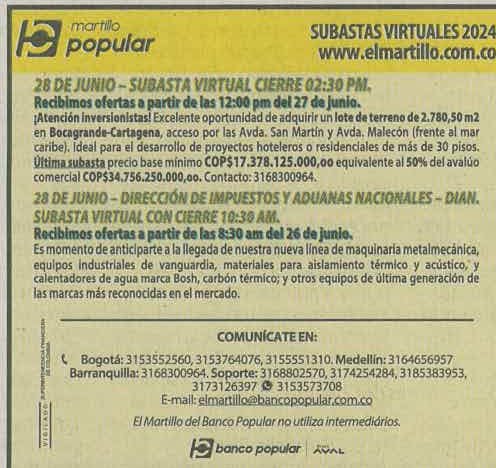 martillo
popular
SUBASTAS VIRTUALES 2024
www.elmartillo.com.co
28 DE JUNIO – SUBASTA VIRTUAL CIERRE 02:30 PM.
Recibimos ofertas a partir de las 12:00 pm del 27 de junio.
¡Atención inversionistas! Excelente oportunidad de adquirir un lote de terreno de 2.780,50 m2
en Bocagrande-Cartagena, acceso por las Avda. San Martín y Avda. Malecón (frente al mar
caribe). Ideal para el desarrollo de proyectos hoteleros o residenciales de más de 30 pisos.
Última subasta precio base mínimo COP$17.378.125.000,oo equivalente al 50% del avalúo
comercial COP$34.756.250.000,oo. Contacto: 3168300964.
28 DE JUNIO – DIRECCIÓN DE IMPUESTOS Y ADUANAS NACIONALES – DIAN.
SUBASTA VIRTUAL CON CIERRE 10:30 AM.
Recibimos ofertas a partir de las 8:30 am del 26 de junio.
Es momento de anticiparte a la llegada de nuestra nueva línea de maquinaria metalmecánica,
equipos industriales de vanguardia, materiales para aislamiento térmico y acústico, y
calentadores de agua marca Bosh, carbón térmico; y otros equipos de última generación de
las marcas más reconocidas en el mercado.
COMUNÍCATE EN:
Bogotá: 3153552560, 3153764076, 3155551310. Medellín: 3164656957
Barranquilla: 3168300964. Soporte: 3168802570, 3174254284, 3185383953,
3173126397 3153573708
E-mail: elmartillo@bancopopular.com.co
El Martillo del Banco Popular no utiliza intermediários.
banco popular
AVAL
VIGILADO SUPERINTENDENCIA FINANCIERA
DE COLOMBIA